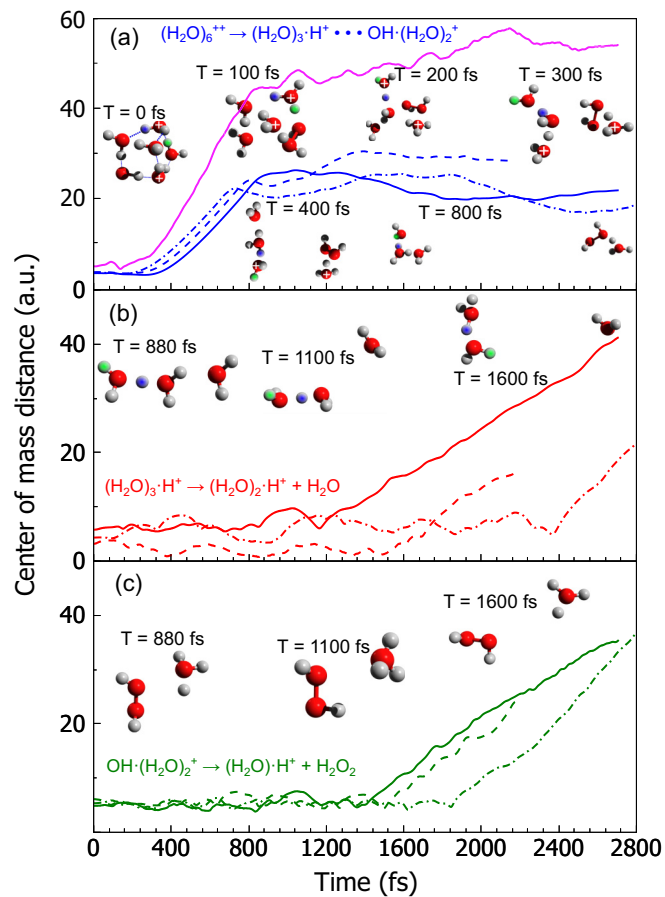 (a)
(H₂O)₆⁺⁺ → (H₂O)₃·H⁺ • • • OH·(H₂O)₂⁺
60
T = 100 fs
T = 200 fs
T = 300 fs
T = 0 fs
40
20
T = 400 fs
T = 800 fs
0
(b)
40
T = 880 fs
T = 1100 fs
T = 1600 fs
20
(H₂O)₃·H⁺ → (H₂O)₂·H⁺ + H₂O
0
(c)
40
T = 880 fs
T = 1100 fs
T = 1600 fs
20
OH·(H₂O)₂⁺ → (H₂O)·H⁺ + H₂O₂
Center of mass distance (a.u.)
0 400 800 1200 1600 2000 2400 2800
Time (fs)